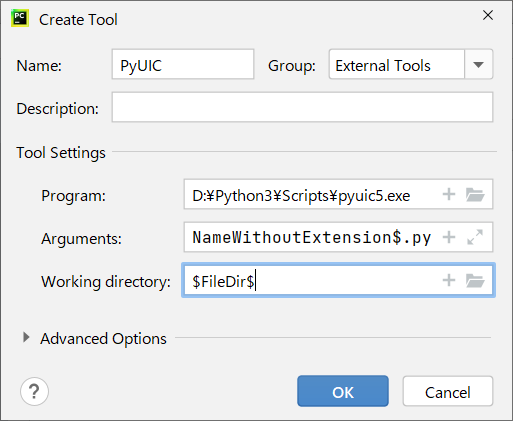 PC Create Tool
Name: PyUIC Group: External Tools
Description:
Tool Settings
Program: D:¥Python3¥Scripts¥pyuic5.exe
Arguments: NameWithoutExtension$.py
Working directory: $FileDir$
Advanced Options
? OK Cancel